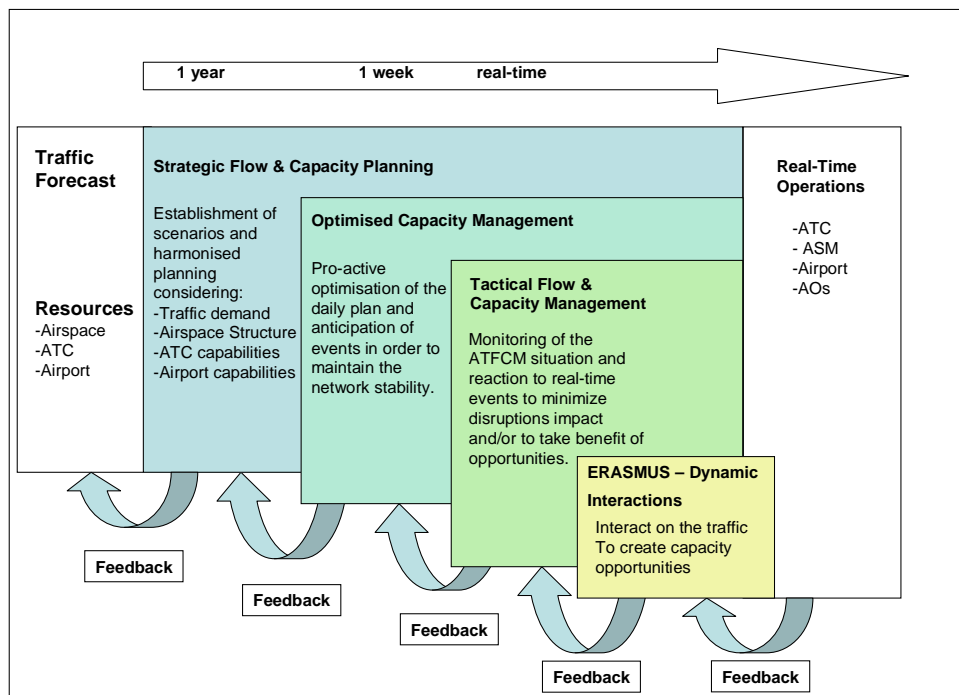 1 year 1 week real-time
Traffic
Forecast
Resources
-Airspace
-ATC
-Airport
Strategic Flow & Capacity Planning
Establishment of
scenarios and
harmonised
planning
considering:
-Traffic demand
-Airspace Structure
-ATC capabilities
-Airport capabilities
Optimised Capacity Management
Pro-active
optimisation of the
daily plan and
anticipation of
events in order to
maintain the
network stability.
Tactical Flow &
Capacity Management
Monitoring of the
ATFCM situation and
reaction to real-time
events to minimize
disruptions impact
and/or to take benefit of
opportunities.
ERASMUS – Dynamic
Interactions
Interact on the traffic
To create capacity
opportunities
Real-Time
Operations
-ATC
- ASM
-Airport
-AOs
Feedback
Feedback
Feedback
Feedback
Feedback